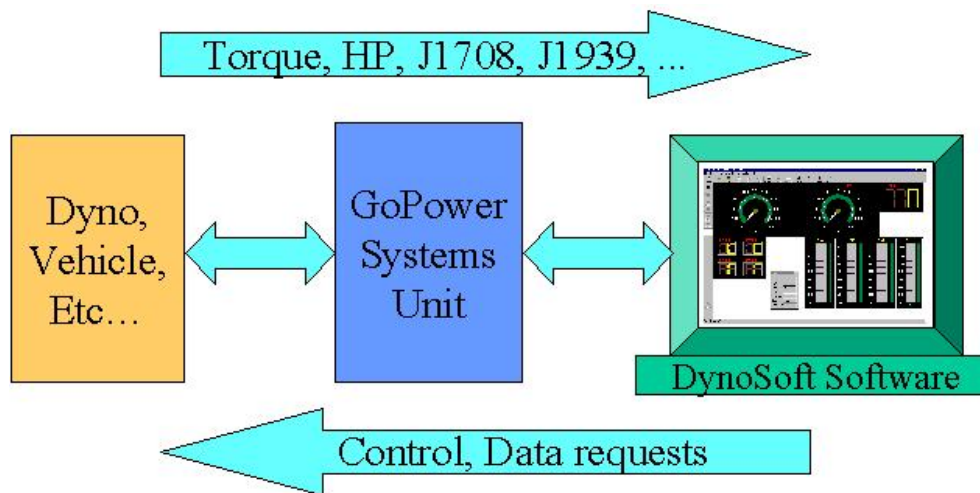 Torque, HP, J1708, J1939, ...
Dyno,
Vehicle,
Etc…
GoPower
Systems
Unit
DynoSoft Software
Control, Data requests